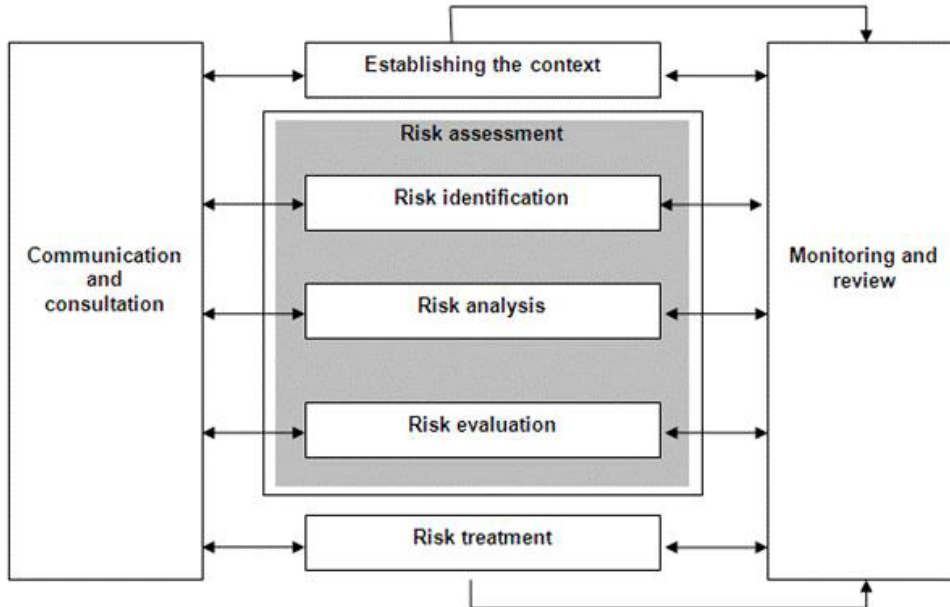 Establishing the context
Risk assessment
Risk identification
Communication
and
consultation
Monitoring and
review
Risk analysis
Risk evaluation
Risk treatment